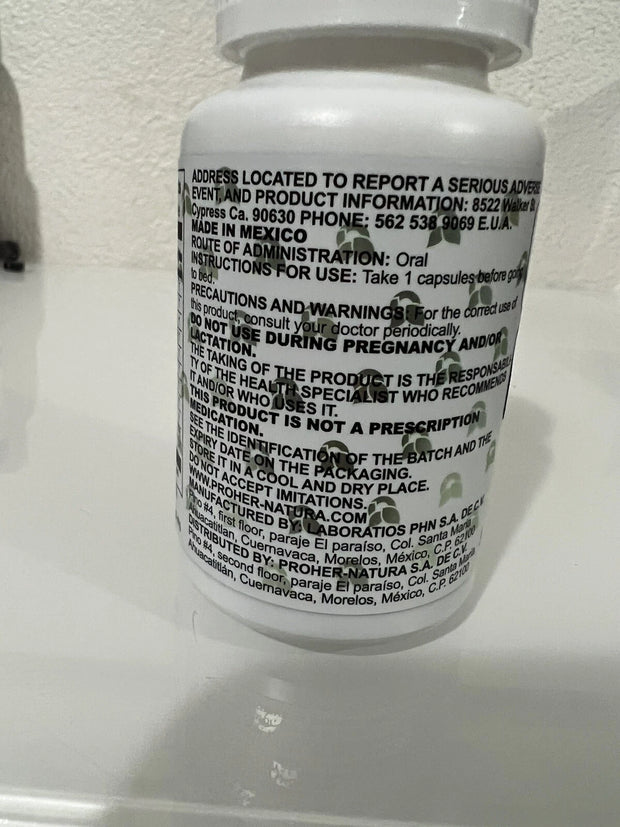 ADDRESS LOCATED TO REPORT A SERIOUS ADVERSE
EVENT, AND PRODUCT INFORMATION: 8522 Walker St.
Cypress Ca. 90630 PHONE: 562 538 9069 E.U.A.
MADE IN MEXICO
ROUTE OF ADMINISTRATION: Oral
INSTRUCTIONS FOR USE: Take 1 capsules before going
to bed.
PRECAUTIONS AND WARNINGS: For the correct use of
this product, consult your doctor periodically.
DO NOT USE DURING PREGNANCY AND/OR
LACTATION.
THE TAKING OF THE PRODUCT IS THE RESPONSABILI-
TY OF THE HEALTH SPECIALIST WHO RECOMMENDS
IT AND/OR WHO USES IT.
THIS PRODUCT IS NOT A PRESCRIPTION
MEDICATION.
SEE THE IDENTIFICATION OF THE BATCH AND THE
EXPIRY DATE ON THE PACKAGING.
STORE IT IN A COOL AND DRY PLACE.
DO NOT ACCEPT IMITATIONS.
WWW.PROHER-NATURA.COM
MANUFACTURED BY: LABORATIOS PHN S.A. DE C.V.
Pino #4, first floor, paraje El paraíso, Col. Santa María
Ahuacatitlán, Cuernavaca, Morelos, México, C.P. 62100
DISTRIBUTED BY: PROHER-NATURA S.A. DE C.V.
Pino #4, second floor, paraje El paraíso, Col. Santa María
Ahuacatitlán, Cuernavaca, Morelos, México, C.P. 62100